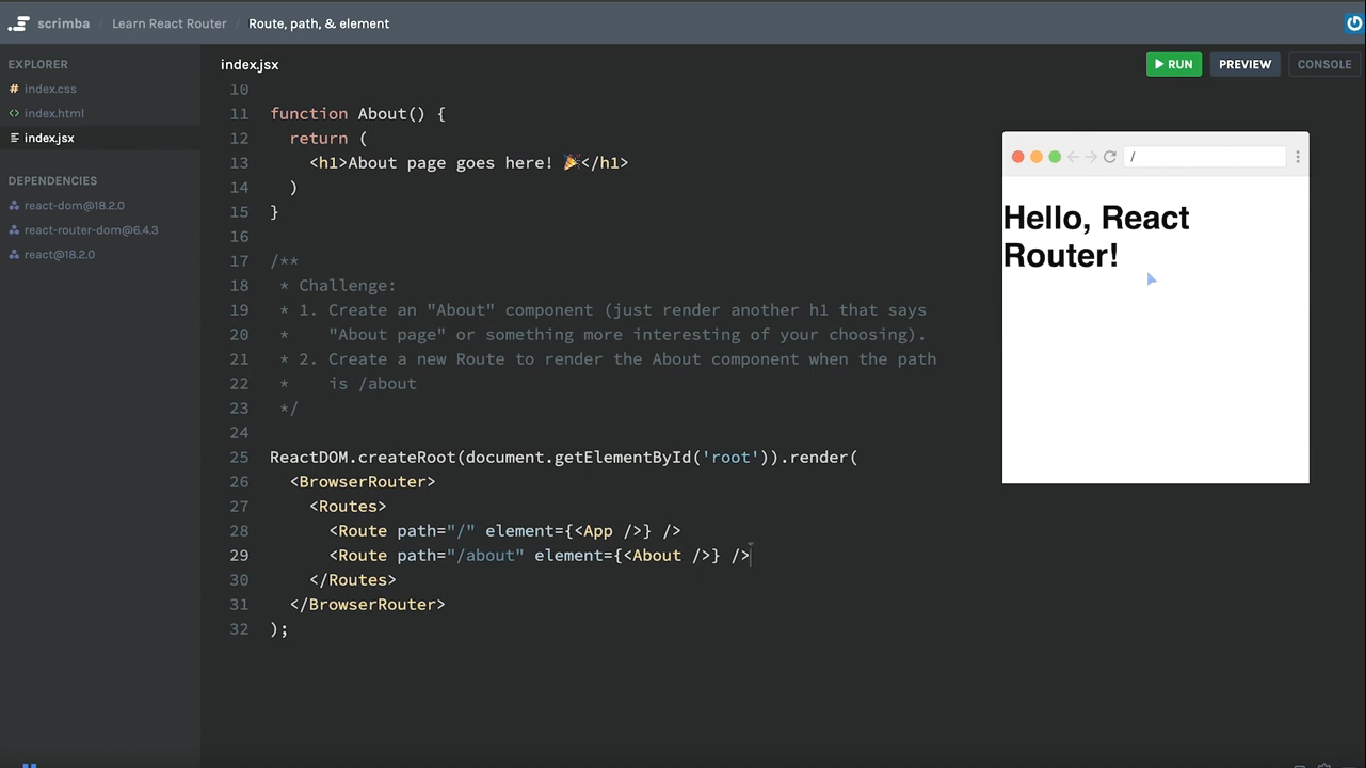 scrimba / Learn React Router / Route, path, & element
EXPLORER
# index.css
<> index.html
index.jsx
DEPENDENCIES
react-dom@18.2.0
react-router-dom@6.4.3
react@18.2.0
index.jsx
RUN PREVIEW CONSOLE
10
11 function About() {
12   return (
13     <h1>About page goes here! 🎉</h1>
14   )
15 }
16
17 /**
18  * Challenge:
19  * 1. Create an "About" component (just render another h1 that says
20  *    "About page" or something more interesting of your choosing).
21  * 2. Create a new Route to render the About component when the path
22  *    is /about
23  */
24
25 ReactDOM.createRoot(document.getElementById('root')).render(
26   <BrowserRouter>
27     <Routes>
28       <Route path="/" element={<App />} />
29       <Route path="/about" element={<About />} />
30     </Routes>
31   </BrowserRouter>
32 );
/
Hello, React
Router!